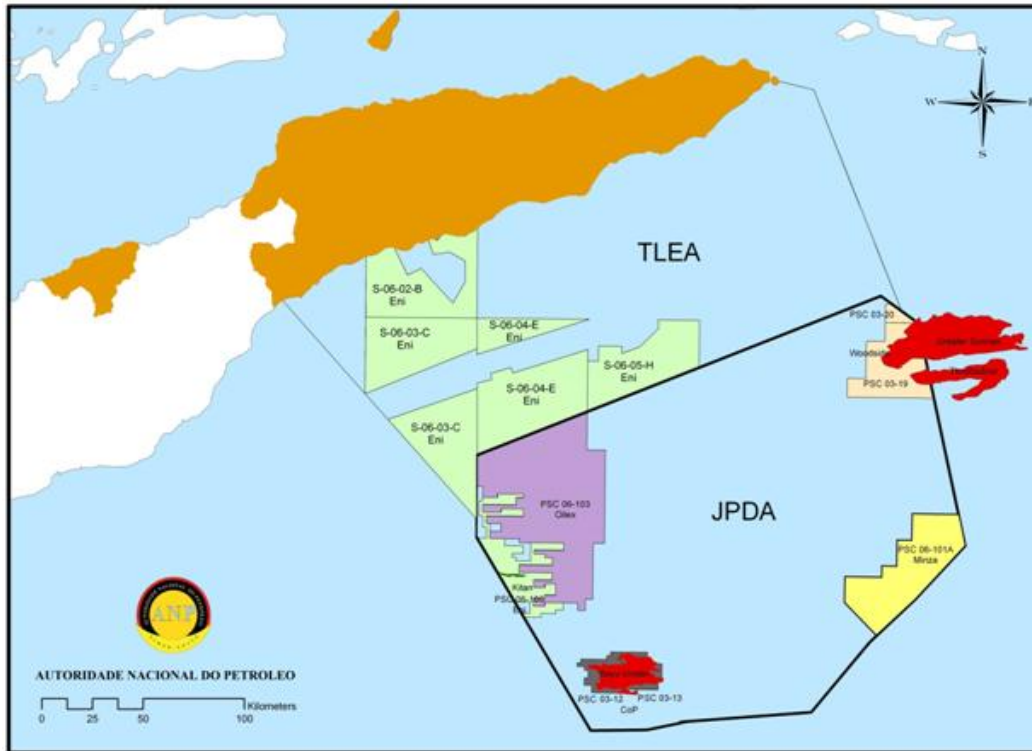 N
W
E
S
TLEA
S-06-02-B
Eni
S-06-03-C
Eni
S-06-04-E
Eni
S-06-05-H
Eni
S-06-04-E
Eni
S-06-03-C
Eni
PSC 03-20
Woodside
PSC 03-19
PSC 06-103
Oilex
JPDA
PSC 06-101A
Minza
Kitan
PSC 06-105
Eni
PSC 03-12
PSC 03-13
CoP
ANP
AUTORIDADE NACIONAL DO PETROLEO
Kilometers
0
25
50
100